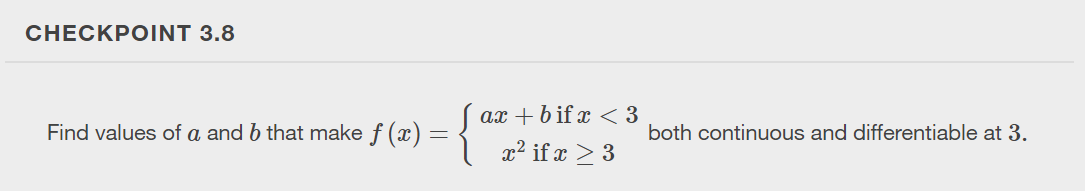 CHECKPOINT 3.8
Find values of a and b that make f (x) = { ax + b if x < 3
x² if x ≥ 3 both continuous and differentiable at 3.